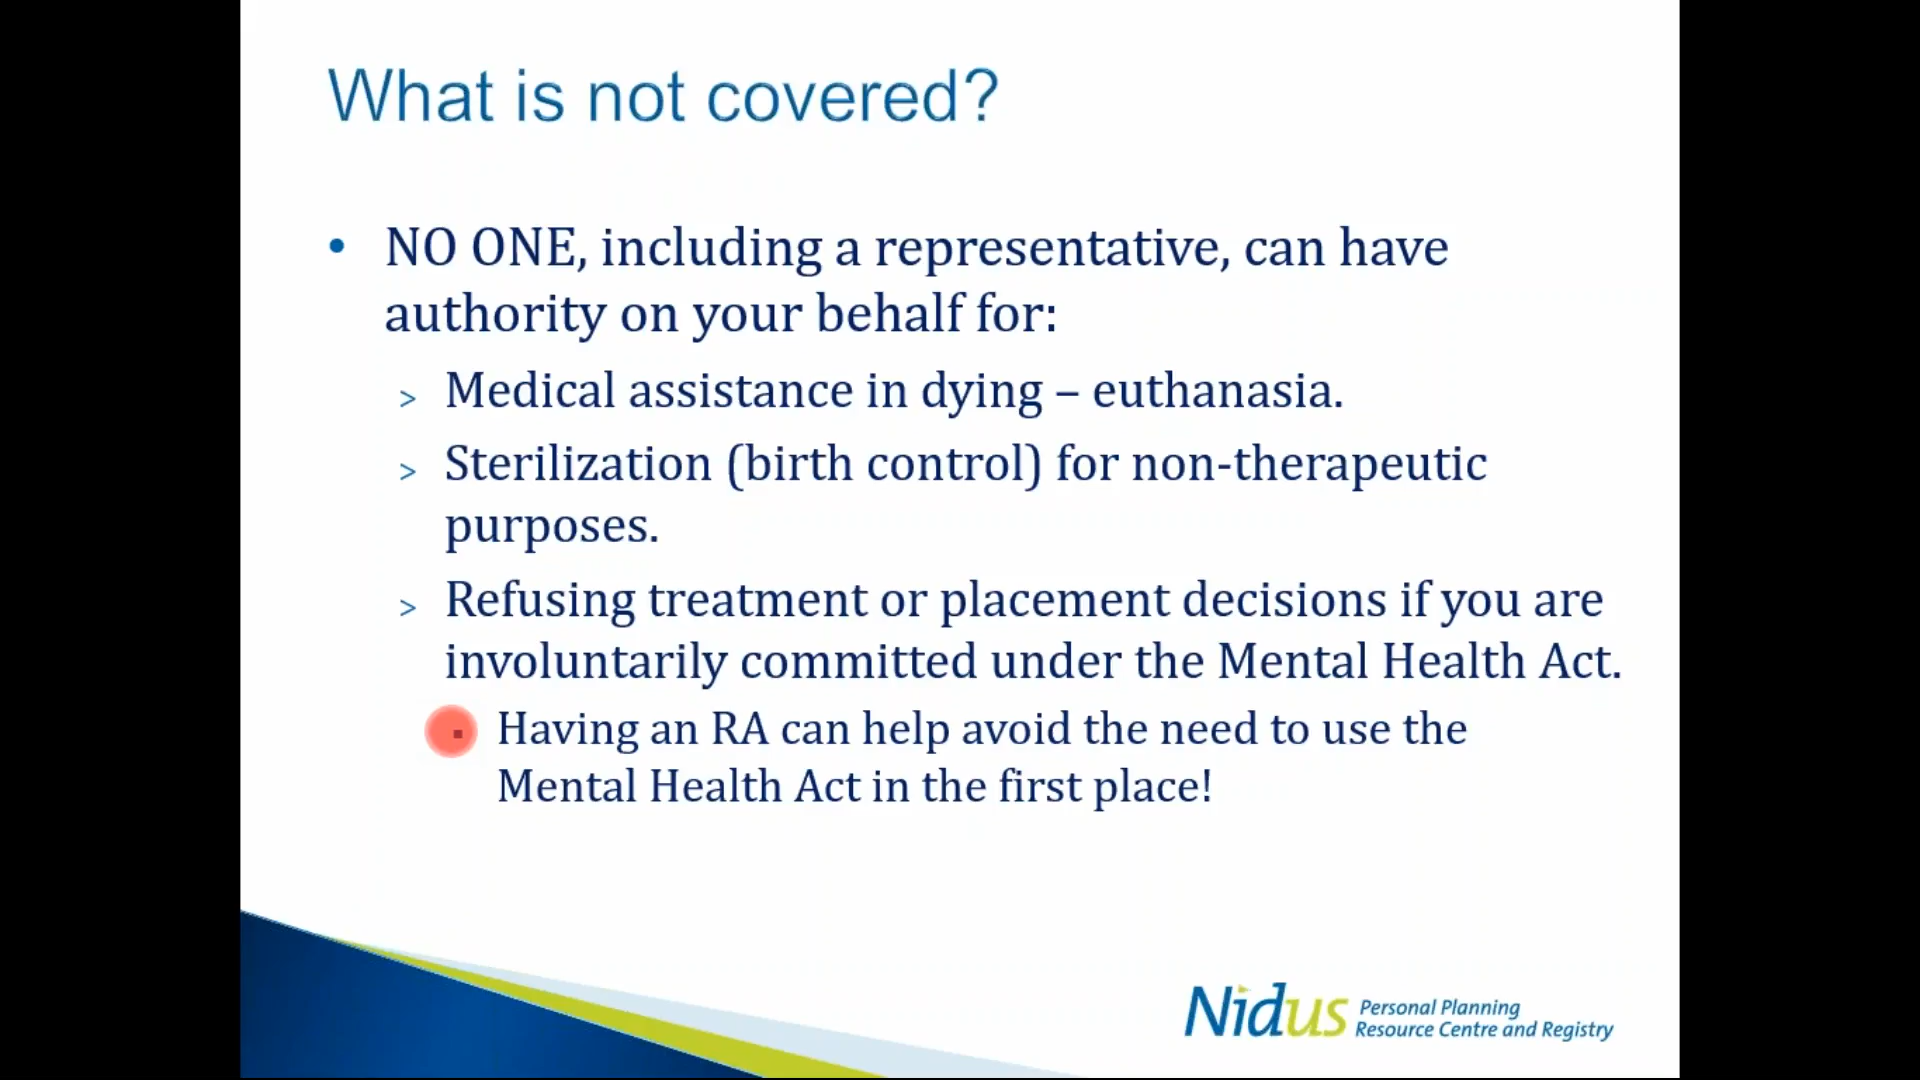 What is not covered?
• NO ONE, including a representative, can have
authority on your behalf for:
> Medical assistance in dying – euthanasia.
> Sterilization (birth control) for non-therapeutic
purposes.
> Refusing treatment or placement decisions if you are
involuntarily committed under the Mental Health Act.
▪ Having an RA can help avoid the need to use the
Mental Health Act in the first place!
Nidus Personal Planning
Resource Centre and Registry